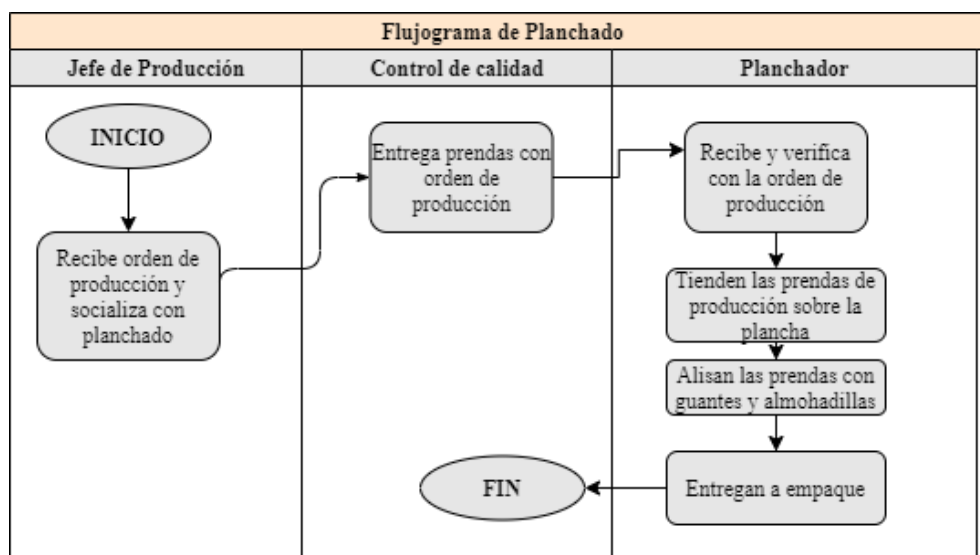 Flujograma de Planchado
Jefe de Producción
Control de calidad
Planchador
INICIO
Recibe orden de
producción y
socializa con
planchado
Entrega prendas con
orden de
producción
Recibe y verifica
con la orden de
producción
Tienden las prendas de
producción sobre la
plancha
Alisan las prendas con
guantes y almohadillas
Entregan a empaque
FIN